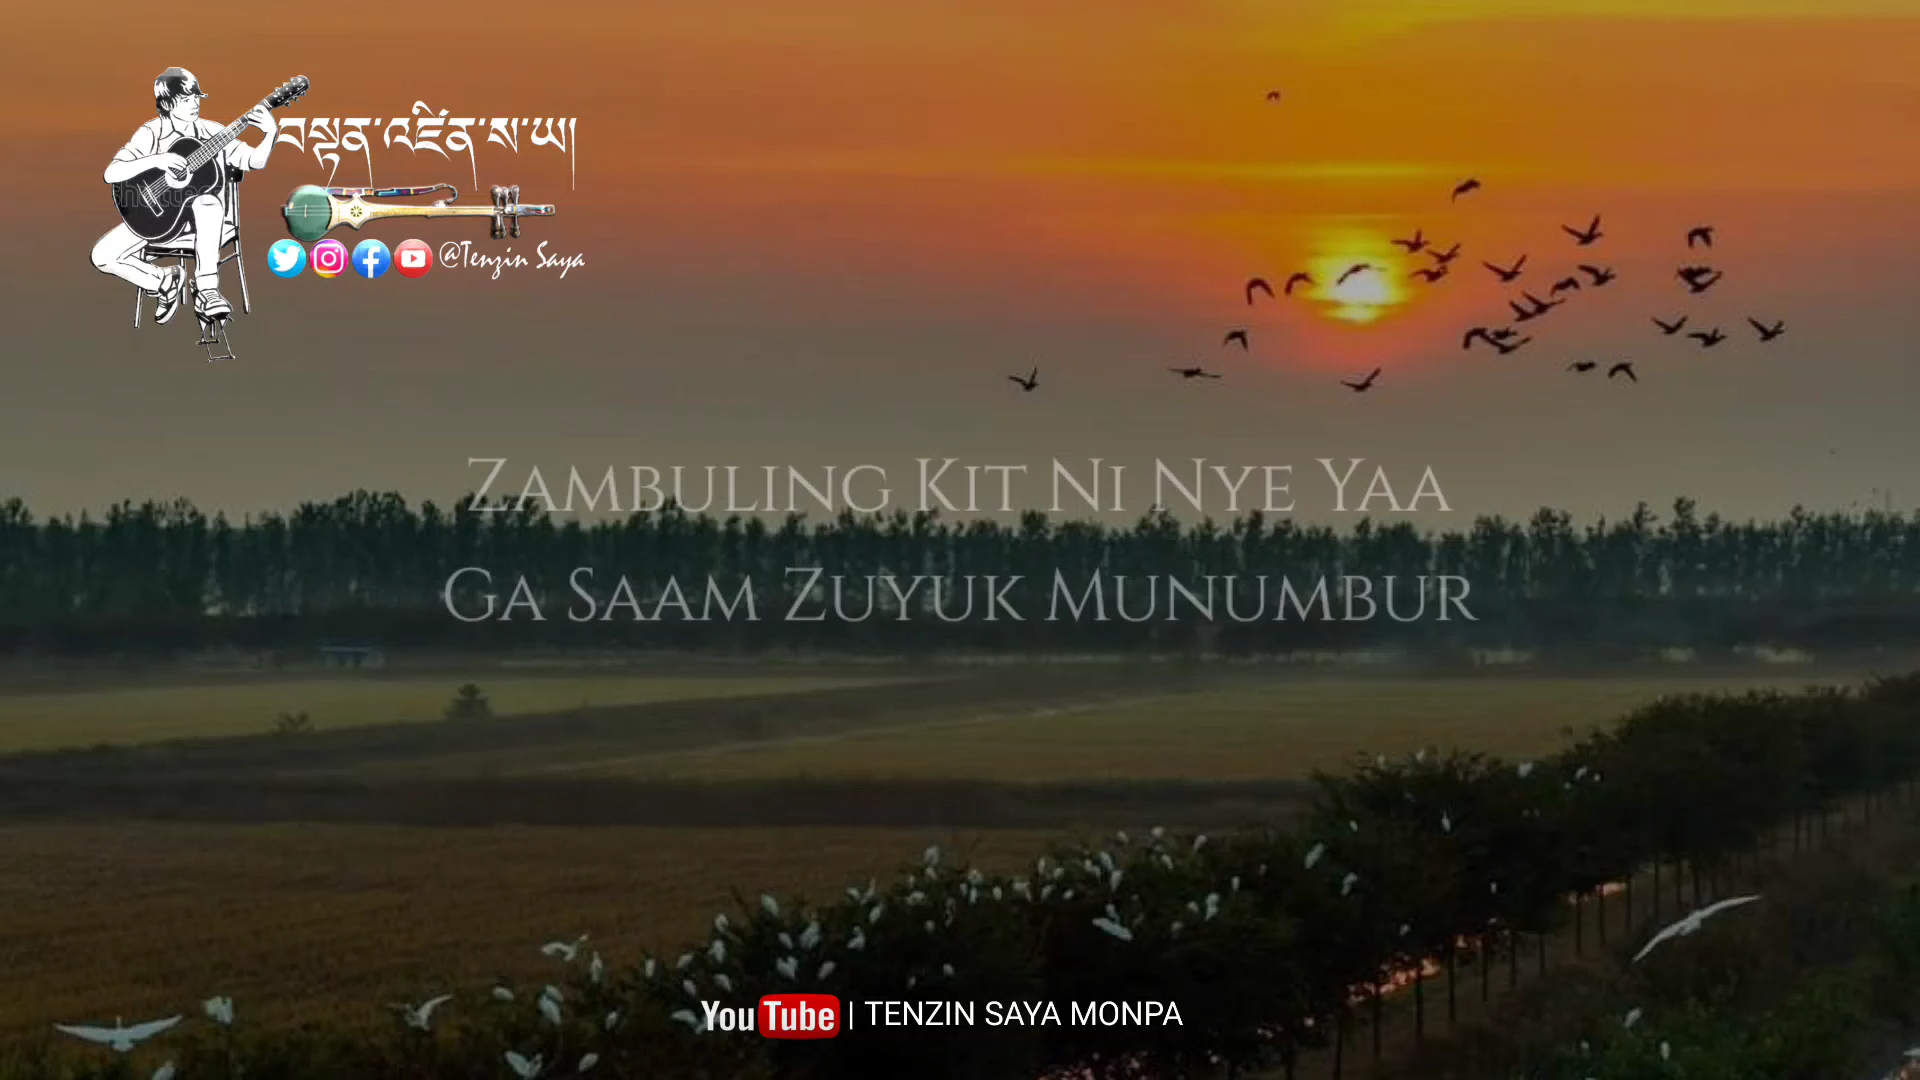 བསྟན་འཛིན་ས་ཡ།
@Tenzin Saya
Zambuling Kit Ni Nye Yaa
Ga Saam Zuyuk Munumbur
YouTube | TENZIN SAYA MONPA